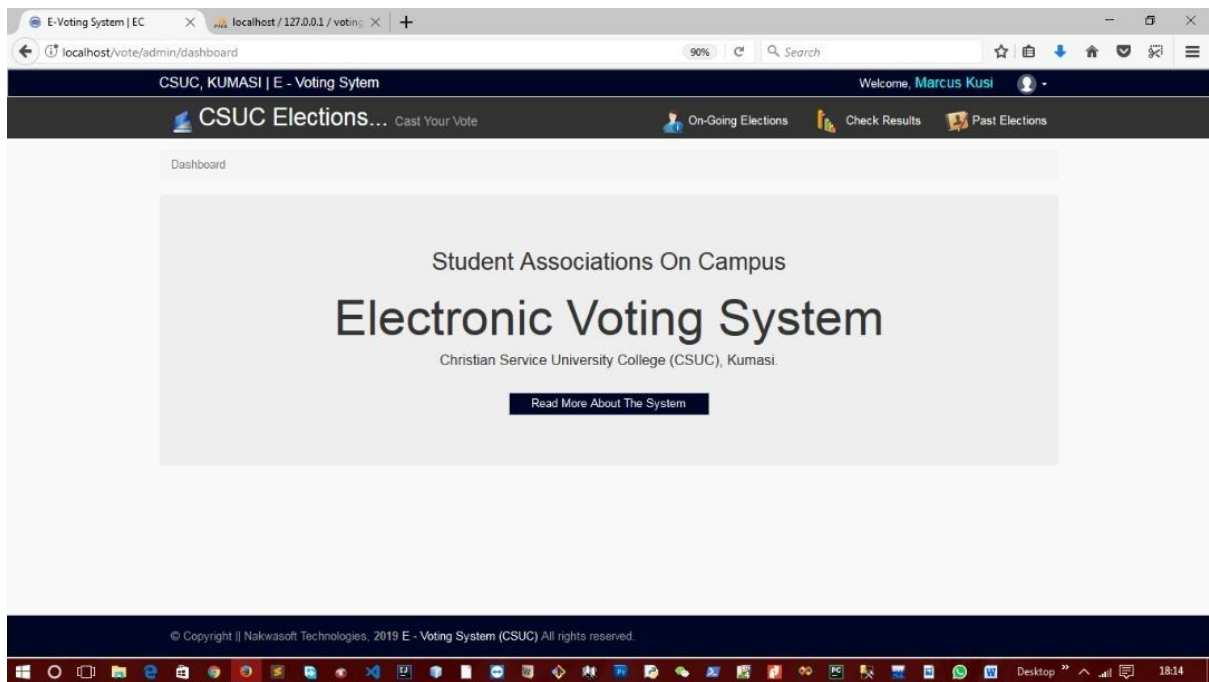 E-Voting System | EC
localhost / 127.0.0.1 / voting
localhost/vote/admin/dashboard
90%
Search
CSUC, KUMASI | E - Voting Sytem
Welcome, Marcus Kusi
CSUC Elections... Cast Your Vote
On-Going Elections
Check Results
Past Elections
Dashboard
Student Associations On Campus
Electronic Voting System
Christian Service University College (CSUC), Kumasi.
Read More About The System
© Copyright || Nakwasoft Technologies, 2019 E - Voting System (CSUC) All rights reserved.
Desktop
18:14